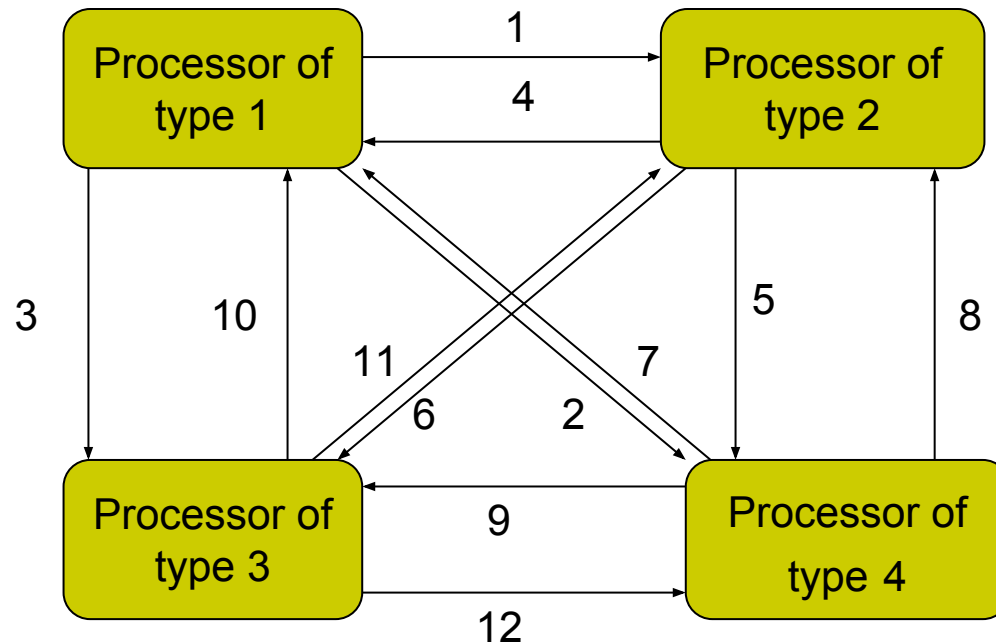 1
Processor of
type 1
Processor of
type 2
4
3
10
11
6
2
7
5
8
Processor of
type 3
9
Processor of
type 4
12